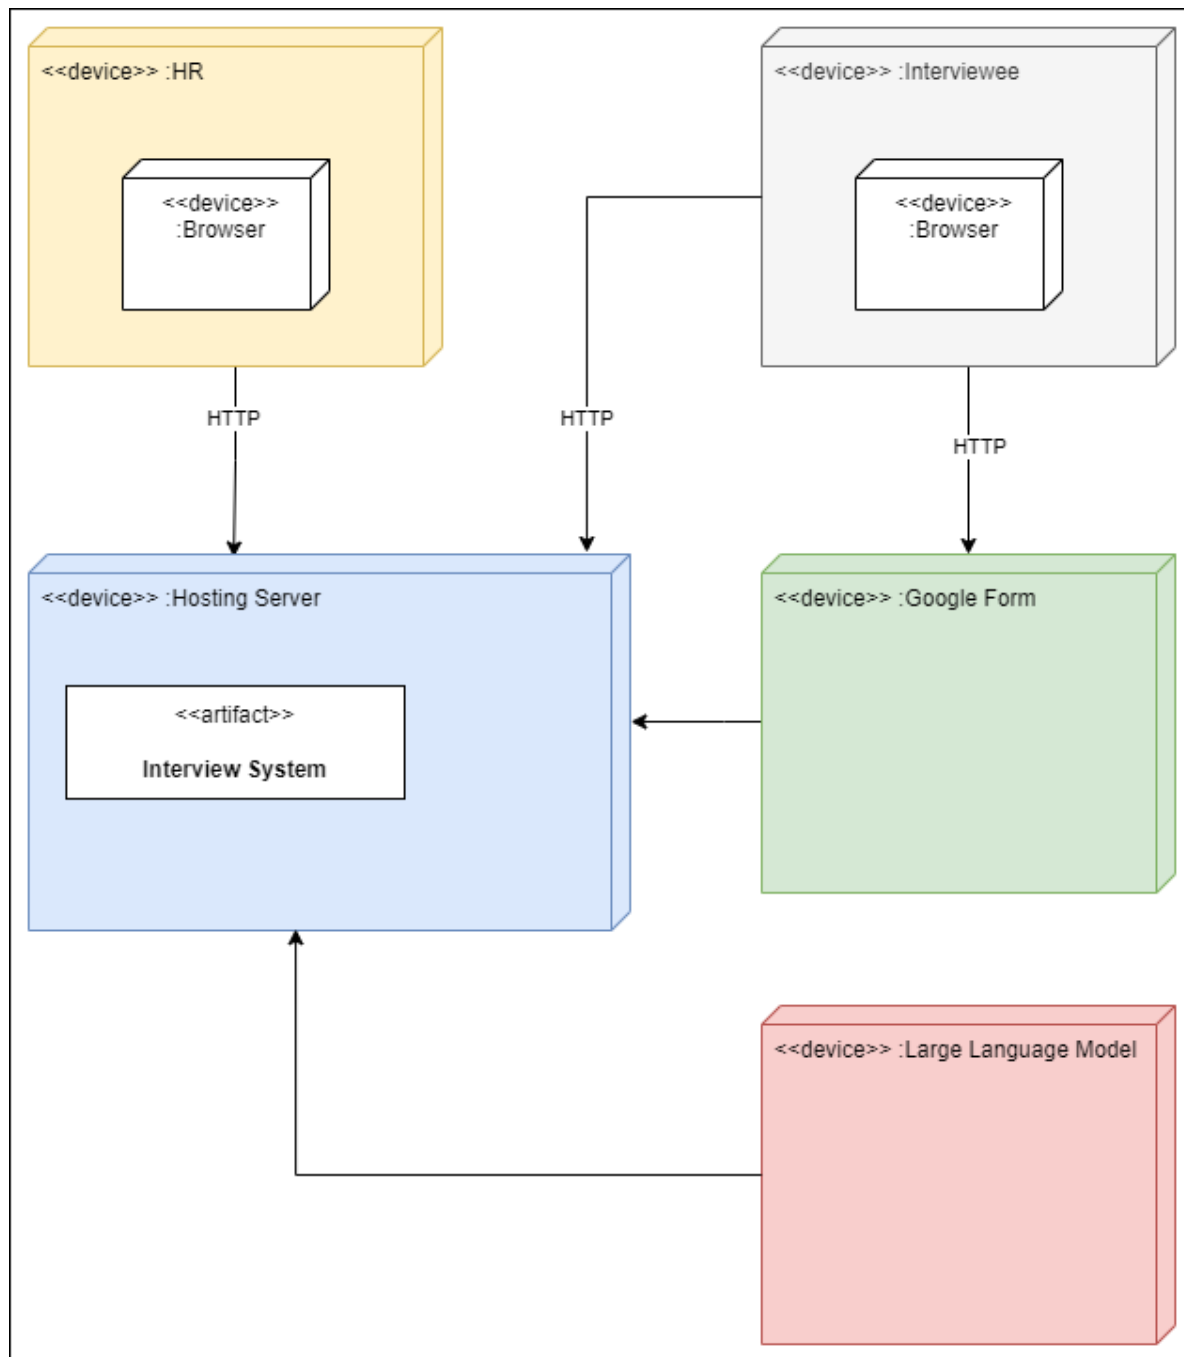 <<device>> :HR
<<device>>
:Browser
HTTP
<<device>> :Interviewee
<<device>>
:Browser
HTTP
HTTP
<<device>> :Hosting Server
<<artifact>>
Interview System
<<device>> :Google Form
<<device>> :Large Language Model